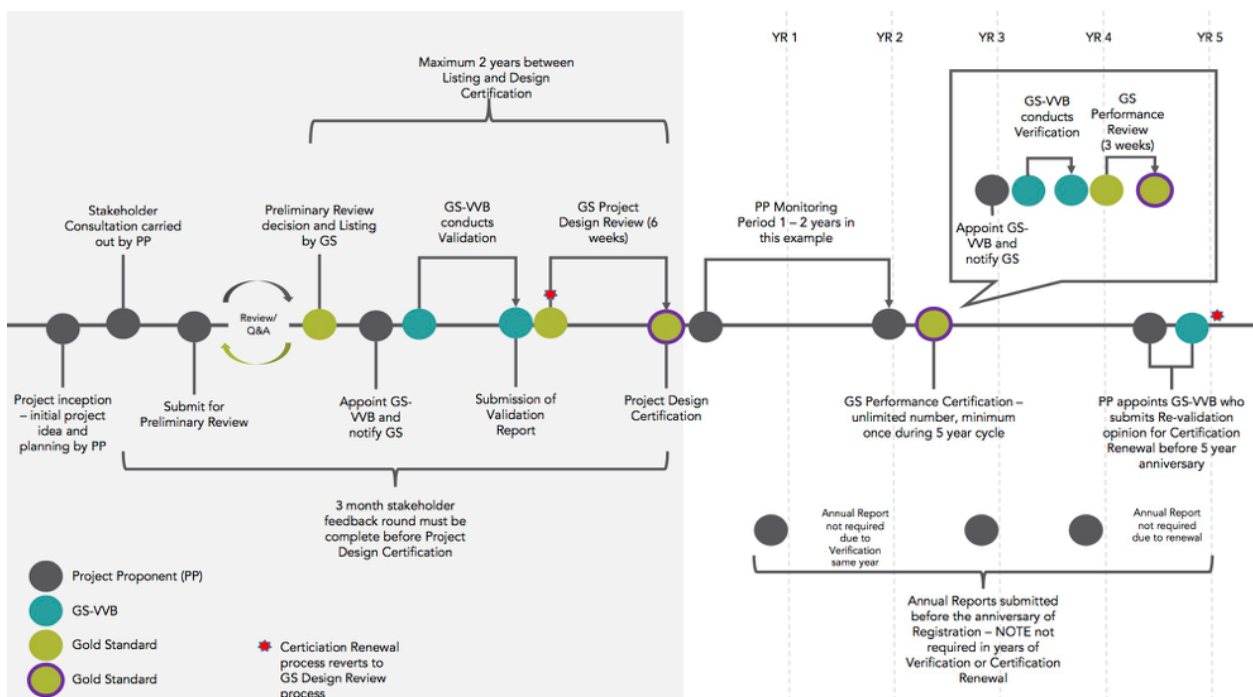 YR 1
YR 2
YR 3
YR 4
YR 5
Maximum 2 years between
Listing and Design
Certification
GS-VVB
conducts
Verification
GS
Performance
Review
(3 weeks)
Appoint GS-
VVB and
notify GS
Stakeholder
Consultation carried
out by PP
Preliminary Review
decision and Listing
by GS
GS-VVB
conducts
Validation
GS Project
Design Review (6
weeks)
PP Monitoring
Period 1 – 2 years in
this example
Review/
Q&A
Project inception
– initial project
idea and
planning by PP
Submit for
Preliminary Review
Appoint GS-
VVB and
notify GS
Submission of
Validation
Report
Project Design
Certification
GS Performance Certification –
unlimited number, minimum
once during 5 year cycle
PP appoints GS-VVB who
submits Re-validation
opinion for Certification
Renewal before 5 year
anniversary
3 month stakeholder
feedback round must be
complete before Project
Design Certification
Annual Report
not required
due to
Verification
same year
Annual Report
not required
due to renewal
Annual Reports submitted
before the anniversary of
Registration – NOTE not
required in years of
Verification or Certification
Renewal
Project Proponent (PP)
GS-VVB
Gold Standard
Gold Standard
Certiciation Renewal
process reverts to
GS Design Review
process